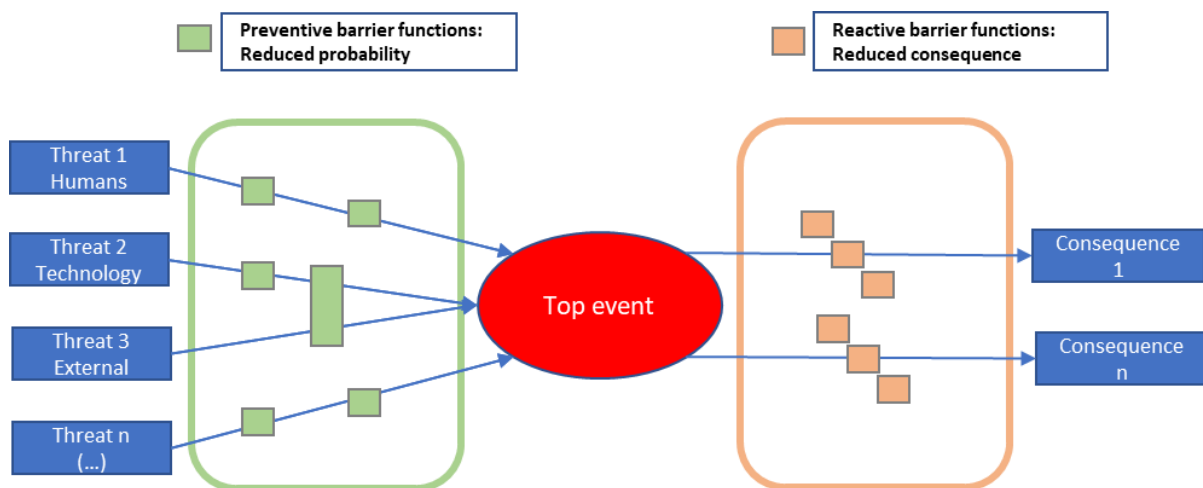 Preventive barrier functions:
Reduced probability
Reactive barrier functions:
Reduced consequence
Threat 1
Humans
Threat 2
Technology
Threat 3
External
Threat n
(...)
Top event
Consequence
1
Consequence
n